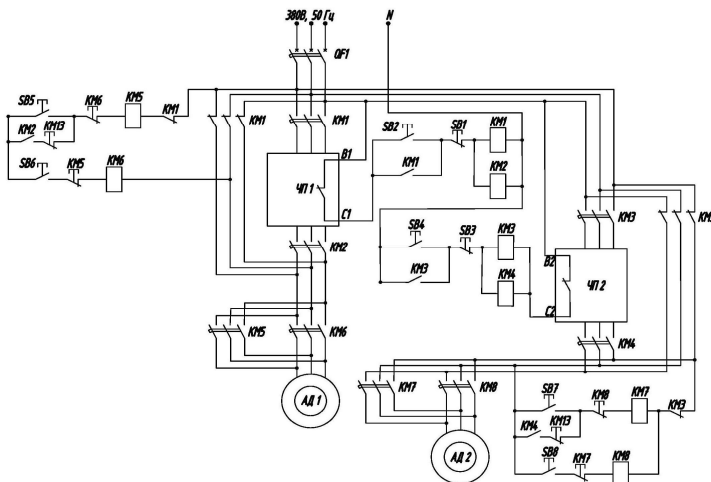 380В, 50 Гц
N
QF1
SB5
KM6
KM5
KM1
KM2
KM13
SB6
KM5
KM6
KM1
KM1
SB2
SB1
KM1
KM1
KM2
B1
ЧП 1
C1
KM2
SB4
SB3
KM3
KM3
KM4
KM3
B2
ЧП 2
C2
KM4
KM5
KM6
АД 1
KM7
KM8
АД 2
SB7
KM8
KM7
KM3
KM4
KM13
SB8
KM7
KM8